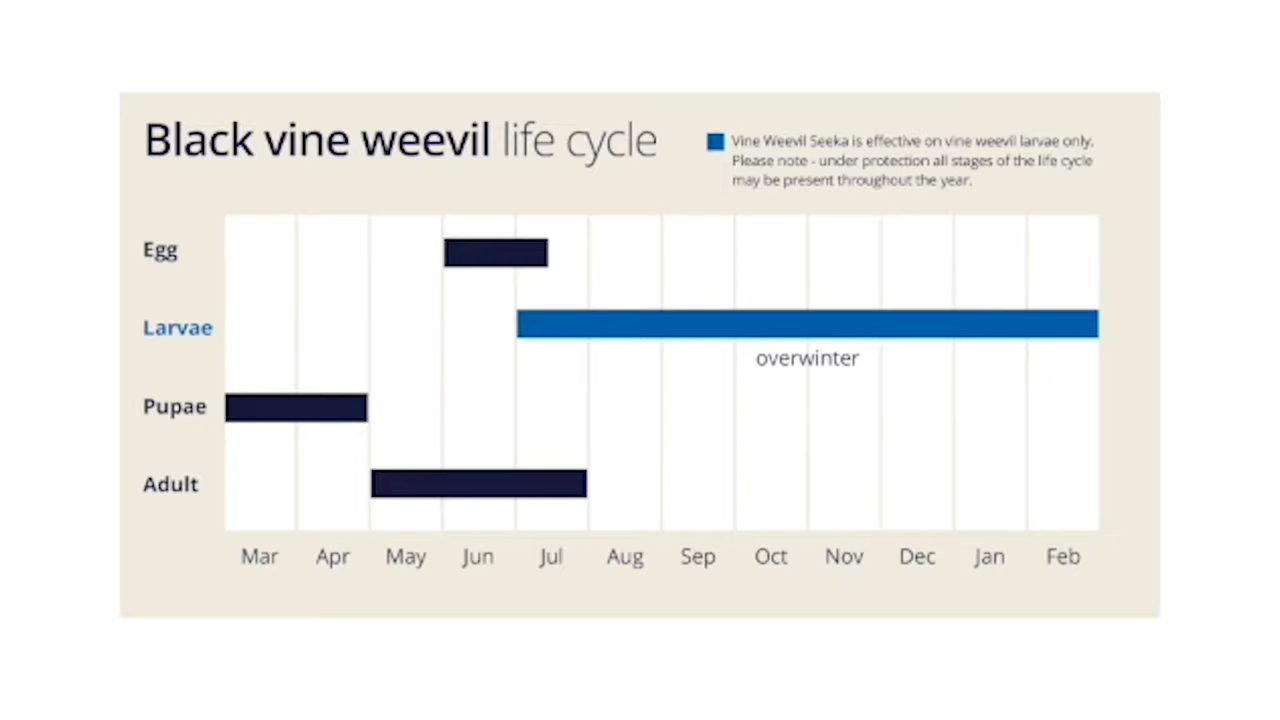 Black vine weevil life cycle
Vine Weevil Seeka is effective on vine weevil larvae only.
Please note - under protection all stages of the life cycle
may be present throughout the year.
Egg
Larvae
overwinter
Pupae
Adult
Mar Apr May Jun Jul Aug Sep Oct Nov Dec Jan Feb